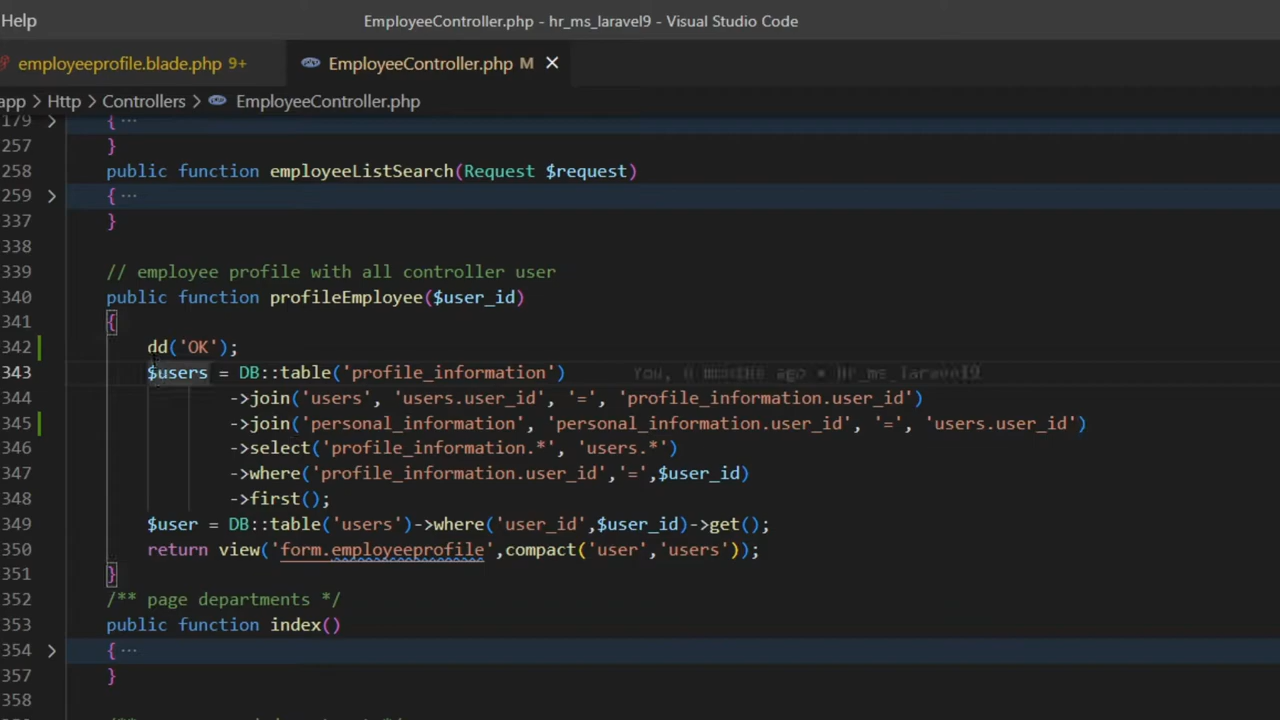 Help
EmployeeController.php - hr_ms_laravel9 - Visual Studio Code
employeeprofile.blade.php 9+
EmployeeController.php M
app > Http > Controllers > EmployeeController.php
179 { ···
257 }
258 public function employeeListSearch(Request $request)
259 { ···
337 }
338
339 // employee profile with all controller user
340 public function profileEmployee($user_id)
341 {
342 dd('OK');
343 $users = DB::table('profile_information') You, 8 months ago • hr_ms_laravel9
344 ->join('users', 'users.user_id', '=', 'profile_information.user_id')
345 ->join('personal_information', 'personal_information.user_id', '=', 'users.user_id')
346 ->select('profile_information.*', 'users.*')
347 ->where('profile_information.user_id','=',$user_id)
348 ->first();
349 $user = DB::table('users')->where('user_id',$user_id)->get();
350 return view('form.employeeprofile',compact('user','users'));
351 }
352 /** page departments */
353 public function index()
354 { ···
357 }
358